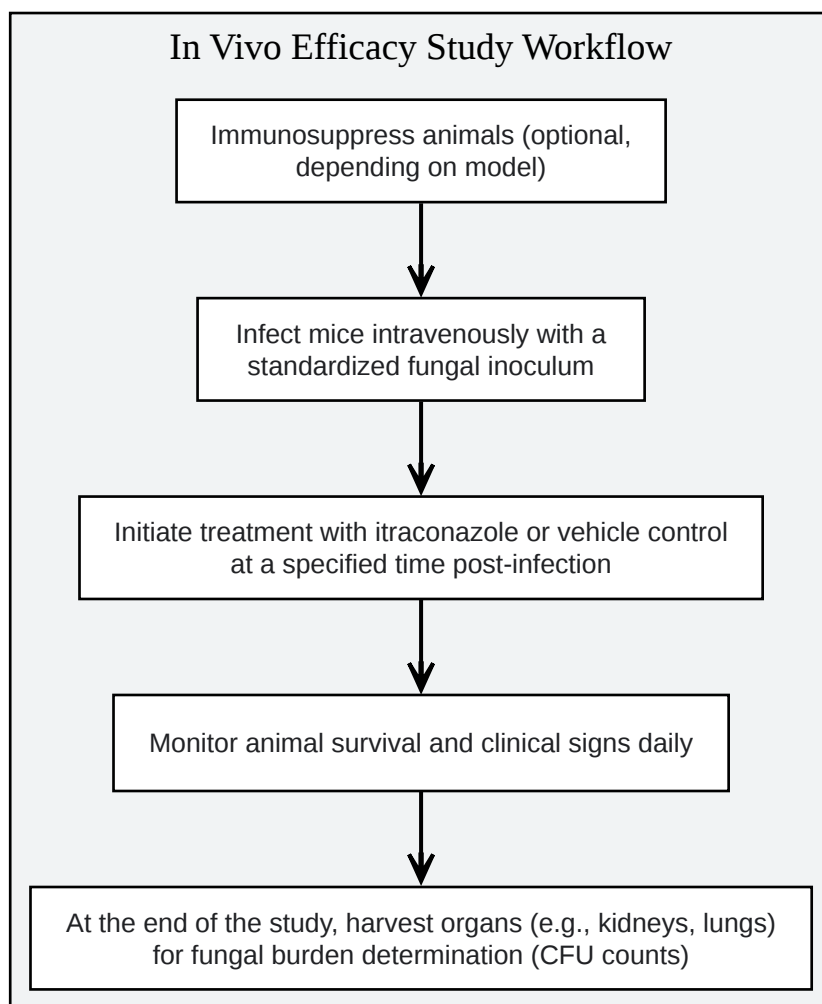 In Vivo Efficacy Study Workflow
Immunosuppress animals (optional,
depending on model)
Infect mice intravenously with a
standardized fungal inoculum
Initiate treatment with itraconazole or vehicle control
at a specified time post-infection
Monitor animal survival and clinical signs daily
At the end of the study, harvest organs (e.g., kidneys, lungs)
for fungal burden determination (CFU counts)